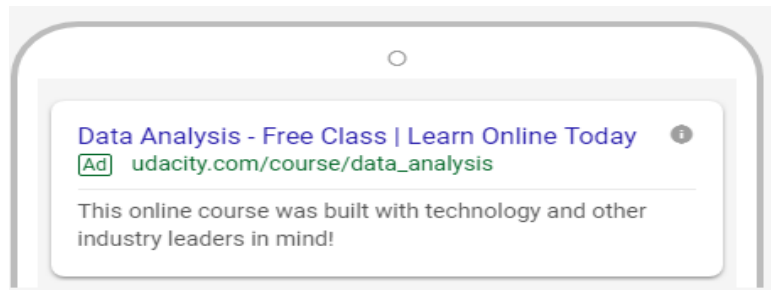 Data Analysis - Free Class | Learn Online Today
Ad udacity.com/course/data_analysis
This online course was built with technology and other
industry leaders in mind!